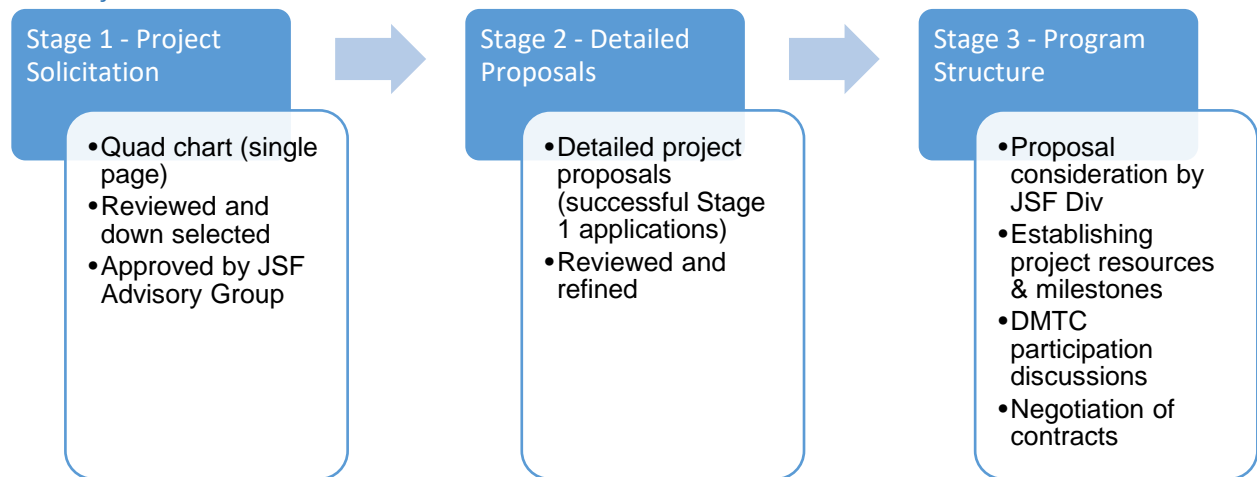 Stage 1 - Project
Solicitation
•Quad chart (single
page)
•Reviewed and
down selected
•Approved by JSF
Advisory Group
Stage 2 - Detailed
Proposals
•Detailed project
proposals
(successful Stage
1 applications)
•Reviewed and
refined
Stage 3 - Program
Structure
•Proposal
consideration by
JSF Div
•Establishing
project resources
& milestones
•DMTC
participation
discussions
•Negotiation of
contracts